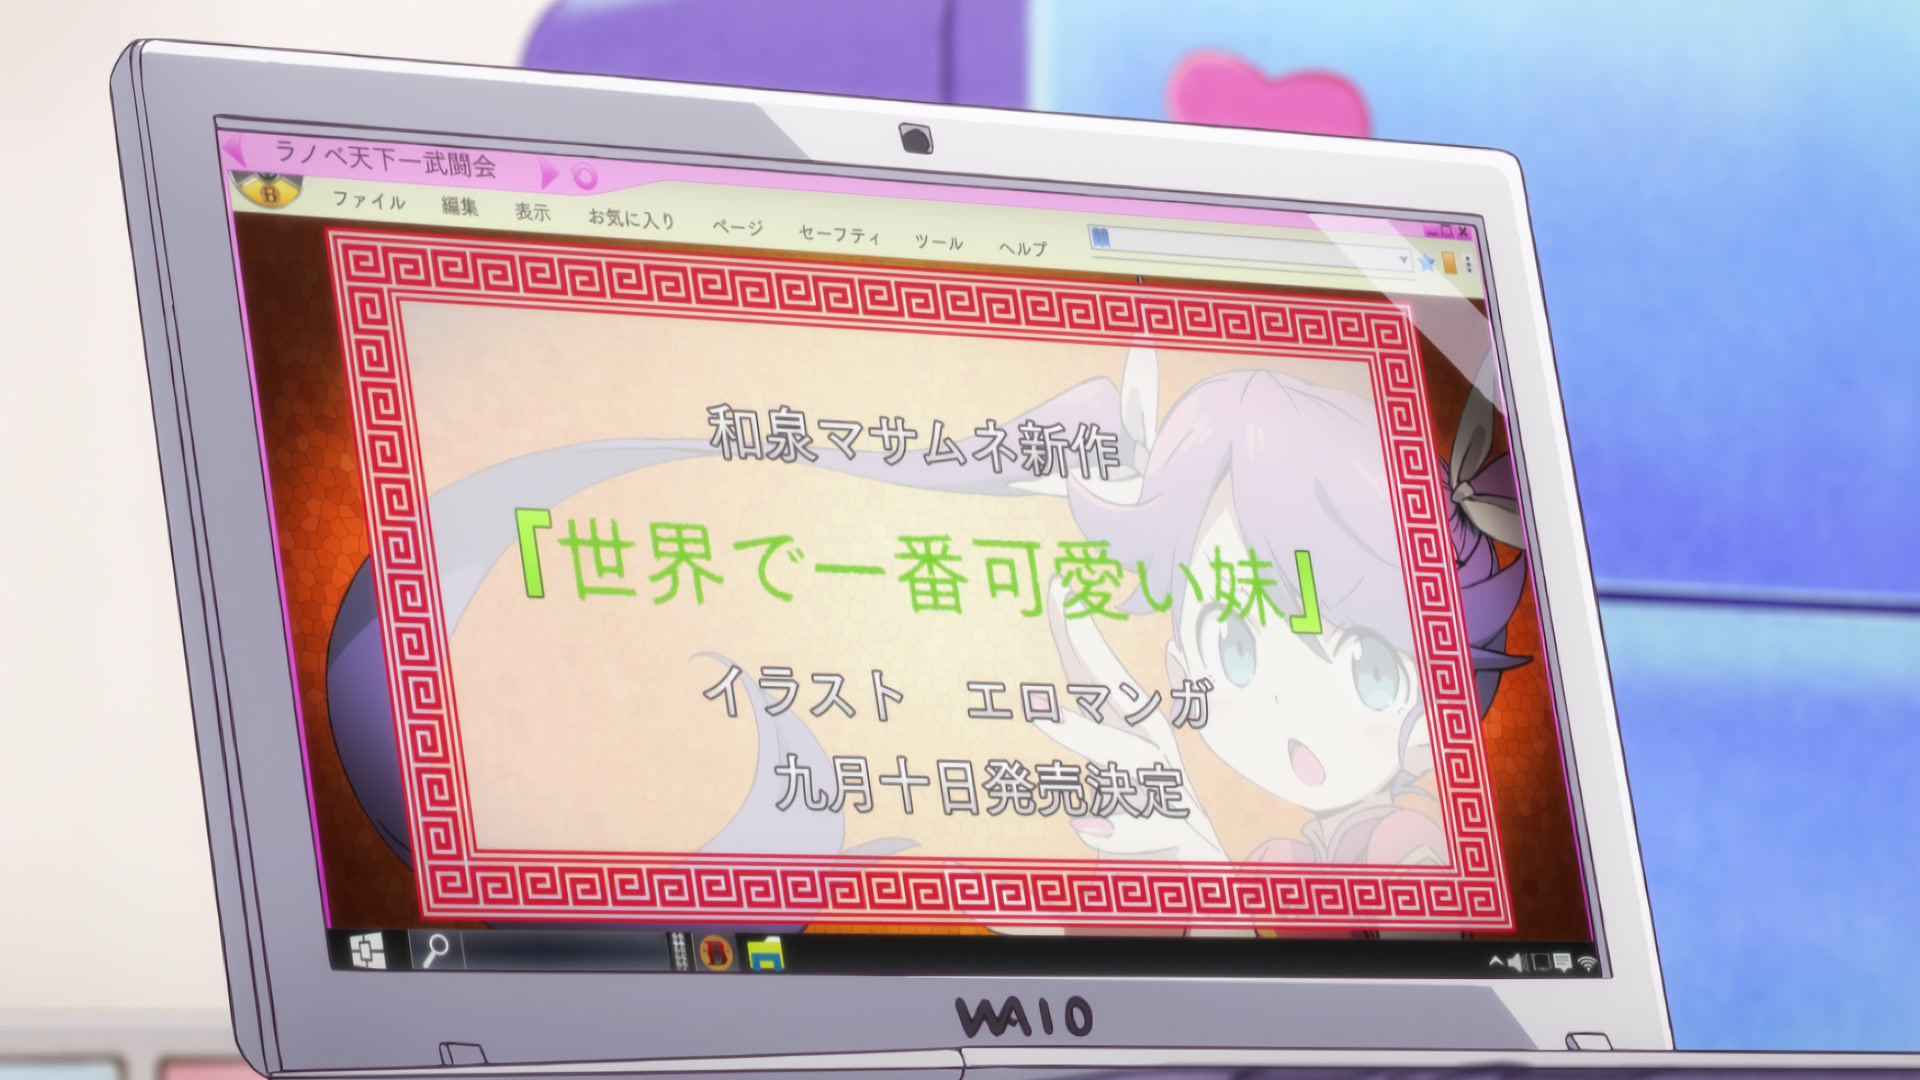 ラノベ天下一武闘会
B
ファイル 編集 表示 お気に入り ページ セーフティ ツール ヘルプ
和泉マサムネ新作
『世界で一番可愛い妹』
イラスト エロマンガ
九月十日発売決定
B
WAIO